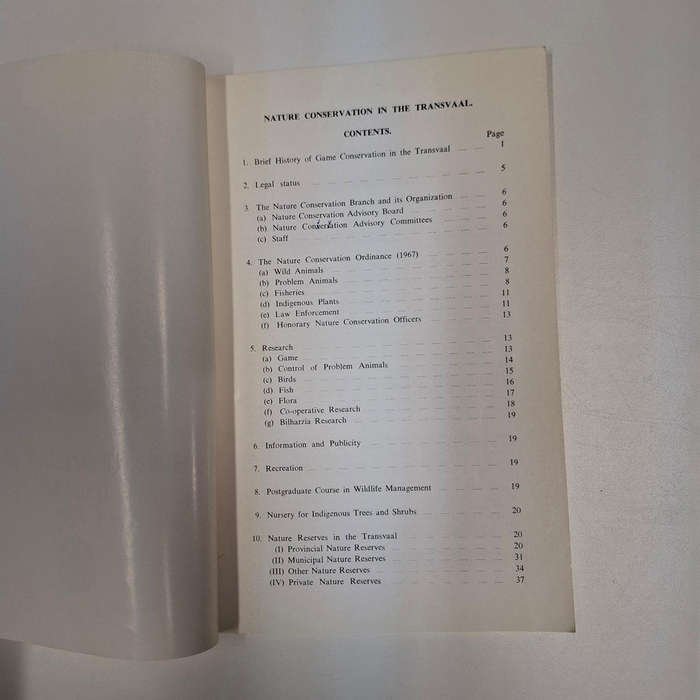 NATURE CONSERVATION IN THE TRANSVAAL.
CONTENTS.
Page
1. Brief History of Game Conservation in the Transvaal 1
2. Legal status 5
3. The Nature Conservation Branch and its Organization 6
(a) Nature Conservation Advisory Board 6
(b) Nature Conservation Advisory Committees 6
(c) Staff 6
4. The Nature Conservation Ordinance (1967) 6
(a) Wild Animals 7
(b) Problem Animals 8
(c) Fisheries 8
(d) Indigenous Plants 11
(e) Law Enforcement 11
(f) Honorary Nature Conservation Officers 13
5. Research 13
(a) Game 13
(b) Control of Problem Animals 14
(c) Birds 15
(d) Fish 16
(e) Flora 17
(f) Co-operative Research 18
(g) Bilharzia Research 19
6. Information and Publicity 19
7. Recreation 19
8. Postgraduate Course in Wildlife Management 19
9. Nursery for Indigenous Trees and Shrubs 20
10. Nature Reserves in the Transvaal 20
(I) Provincial Nature Reserves 20
(II) Municipal Nature Reserves 31
(III) Other Nature Reserves 34
(IV) Private Nature Reserves 37